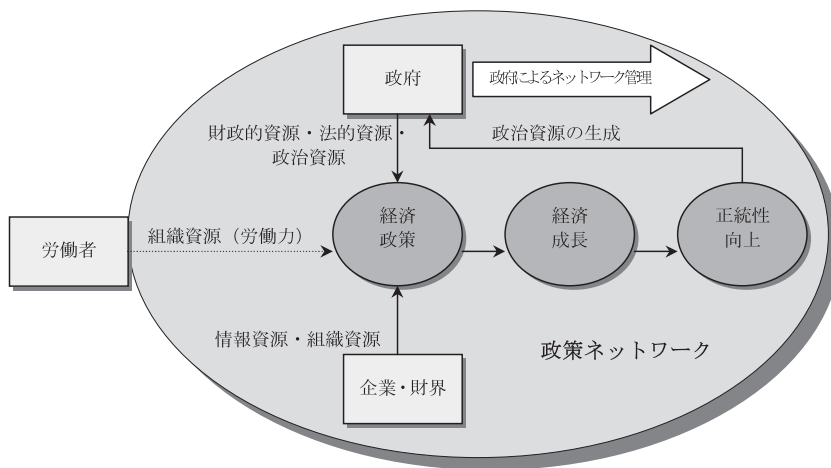 政府
政府によるネットワーク管理
財政的資源・法的資源・
政治資源
政治資源の生成
労働者
組織資源（労働力）
経済
政策
経済
成長
正統性
向上
情報資源・組織資源
企業・財界
政策ネットワーク